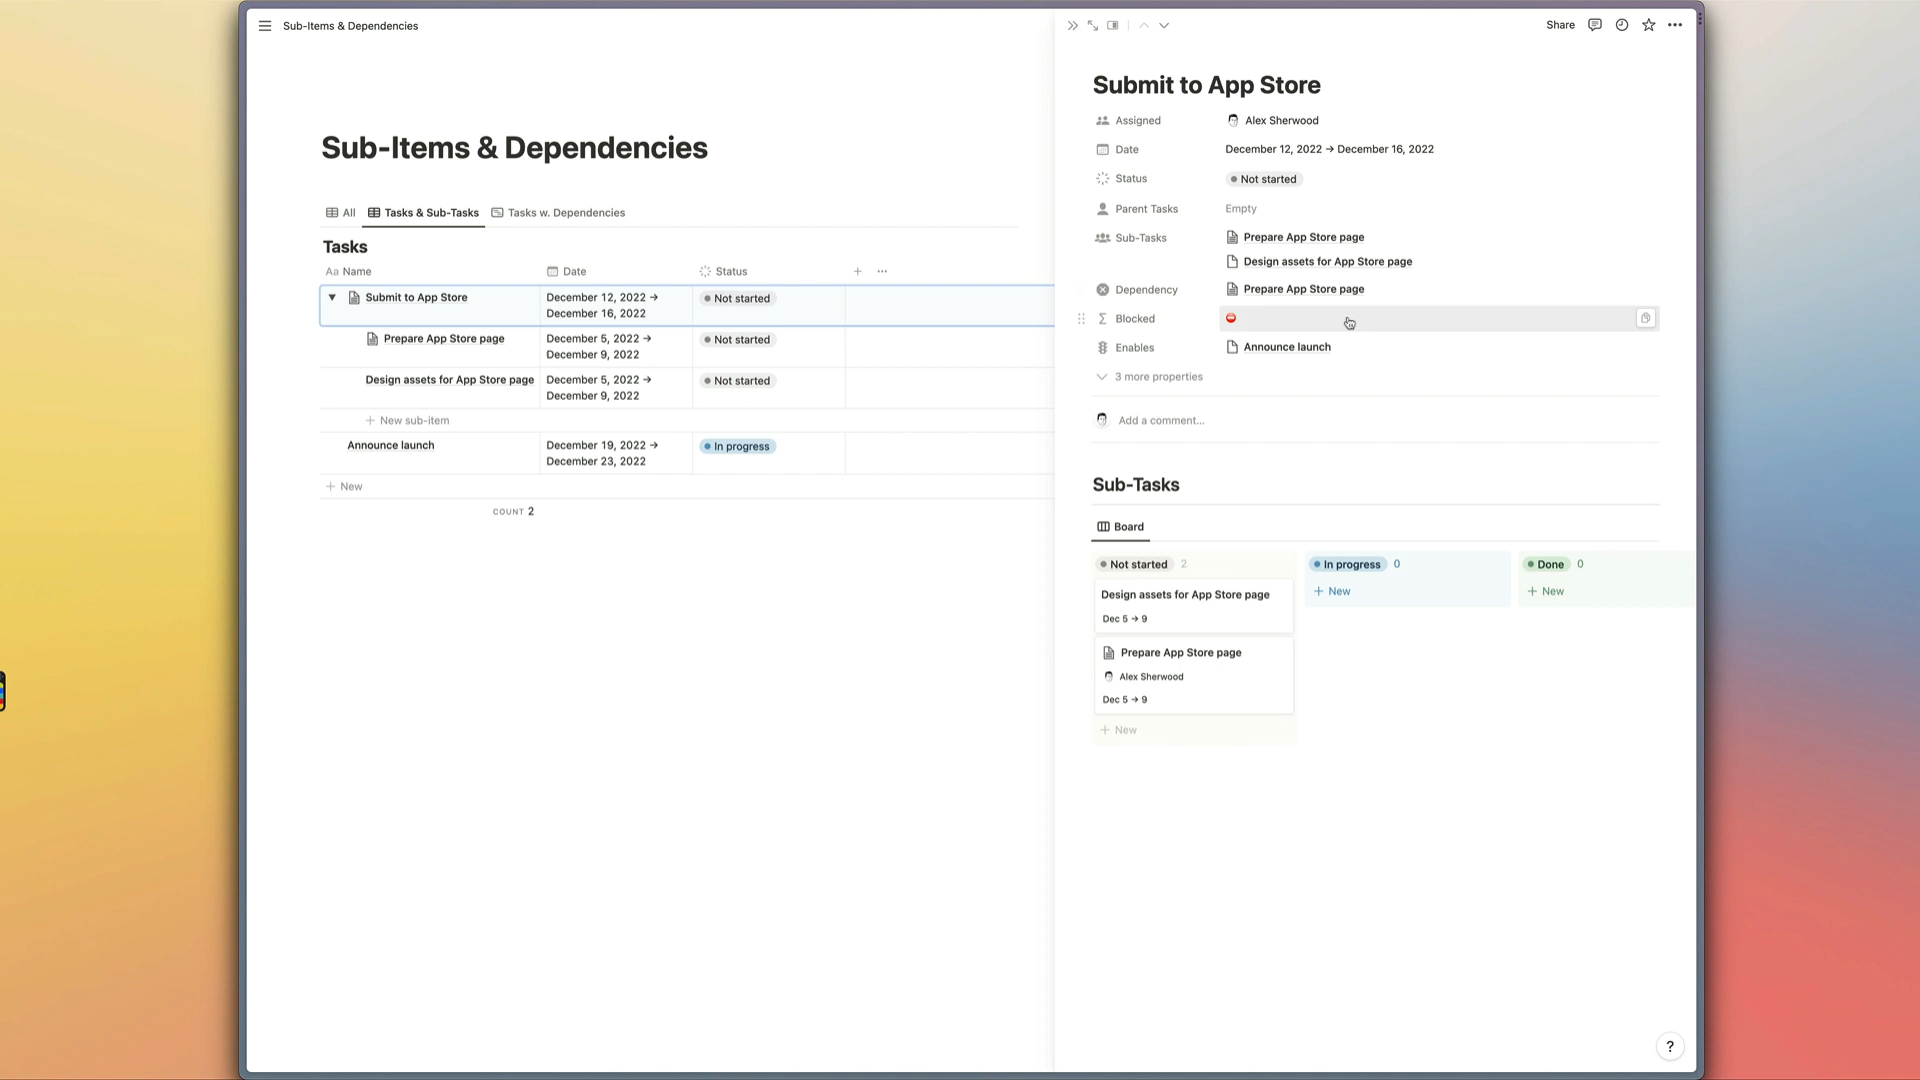 Sub-Items & Dependencies
Share
Sub-Items & Dependencies
All
Tasks & Sub-Tasks
Tasks w. Dependencies
Tasks
Aa Name
Date
Status
Submit to App Store
December 12, 2022 →
December 16, 2022
Not started
Prepare App Store page
December 5, 2022 →
December 9, 2022
Not started
Design assets for App Store page
December 5, 2022 →
December 9, 2022
Not started
+ New sub-item
Announce launch
December 19, 2022 →
December 23, 2022
In progress
+ New
COUNT 2
Submit to App Store
Assigned
Alex Sherwood
Date
December 12, 2022 → December 16, 2022
Status
Not started
Parent Tasks
Empty
Sub-Tasks
Prepare App Store page
Design assets for App Store page
Dependency
Prepare App Store page
Blocked
Enables
Announce launch
3 more properties
Add a comment...
Sub-Tasks
Board
Not started 2
In progress 0
Done 0
Design assets for App Store page
Dec 5 → 9
Prepare App Store page
Alex Sherwood
Dec 5 → 9
+ New
+ New
+ New
?